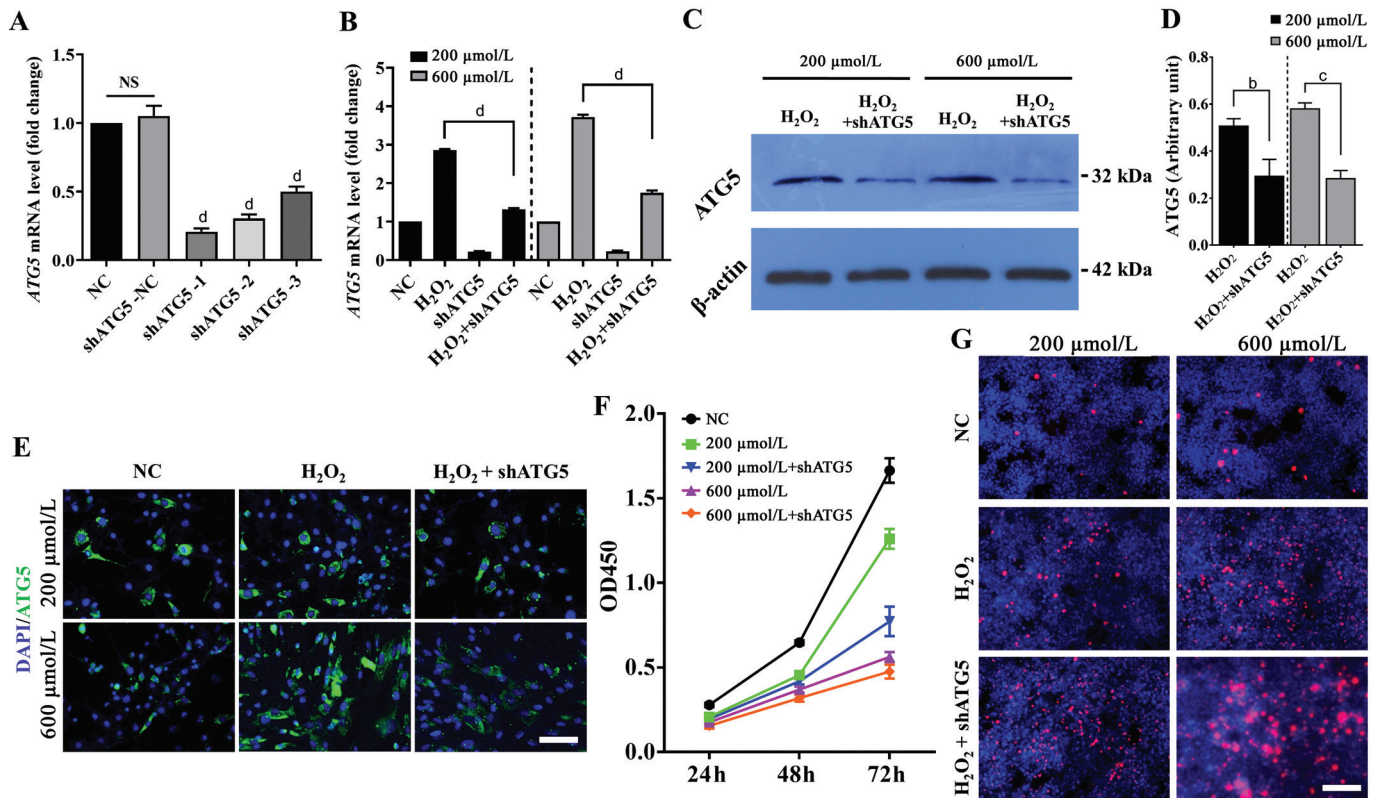 A
ATG5 mRNA level (fold change)
1.5
1.0
0.5
0.0
NS
d
d
d
NC
shATG5 -NC
shATG5 -1
shATG5 -2
shATG5 -3
B
200 µmol/L
600 µmol/L
ATG5 mRNA level (fold change)
5
4
3
2
1
0
d
d
NC
H₂O₂
shATG5
H₂O₂+shATG5
NC
H₂O₂
shATG5
H₂O₂+shATG5
C
200 µmol/L
600 µmol/L
H₂O₂
H₂O₂
+shATG5
H₂O₂
H₂O₂
+shATG5
ATG5
- 32 kDa
β-actin
- 42 kDa
D
200 µmol/L
600 µmol/L
ATG5 (Arbitrary unit)
0.8
0.6
0.4
0.2
0.0
b
c
H₂O₂
H₂O₂+shATG5
H₂O₂
H₂O₂+shATG5
E
NC
H₂O₂
H₂O₂ + shATG5
DAPI/ATG5
200 µmol/L
600 µmol/L
F
OD450
2.0
1.5
1.0
0.5
0.0
NC
200 µmol/L
200 µmol/L+shATG5
600 µmol/L
600 µmol/L+shATG5
24h
48h
72h
G
200 µmol/L
600 µmol/L
NC
H₂O₂
H₂O₂ + shATG5